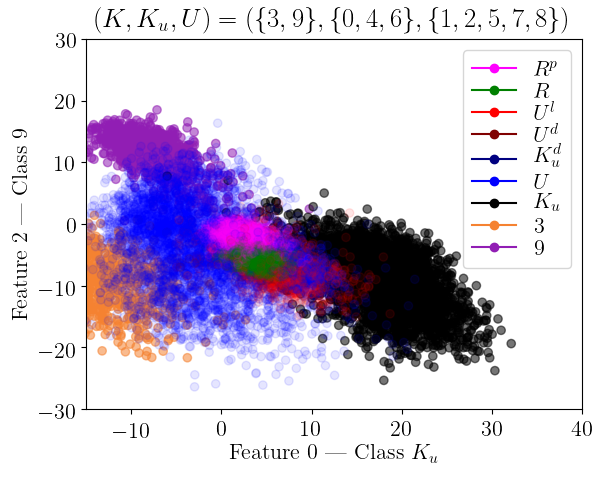 (K, K_u, U) = ({3, 9}, {0, 4, 6}, {1, 2, 5, 7, 8})
30
20
10
0
−10
−20
−30
Feature 2 — Class 9
R^p
R
U^l
U^d
K_u^d
U
K_u
3
9
−10
0
10
20
30
40
Feature 0 — Class K_u